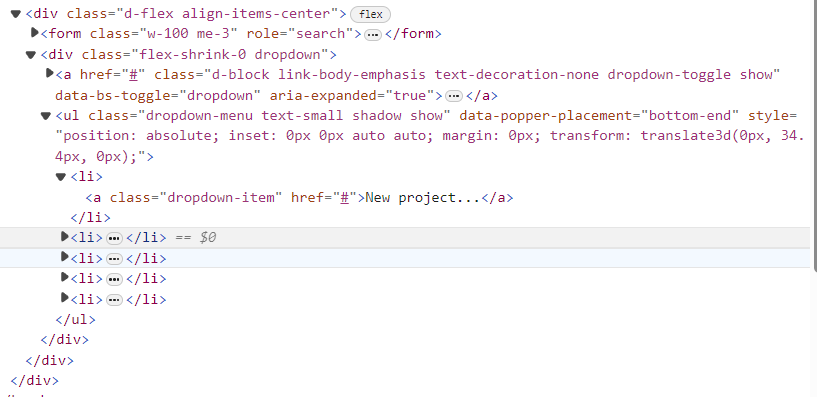 <div class="d-flex align-items-center"> flex
<form class="w-100 me-3" role="search"> ... </form>
<div class="flex-shrink-0 dropdown">
<a href="#" class="d-block link-body-emphasis text-decoration-none dropdown-toggle show"
data-bs-toggle="dropdown" aria-expanded="true"> ... </a>
<ul class="dropdown-menu text-small shadow show" data-popper-placement="bottom-end" style=
"position: absolute; inset: 0px 0px auto auto; margin: 0px; transform: translate3d(0px, 34.
4px, 0px);">
<li>
<a class="dropdown-item" href="#">New project...</a>
</li>
<li> ... </li> == $0
<li> ... </li>
<li> ... </li>
<li> ... </li>
</ul>
</div>
</div>
</div>